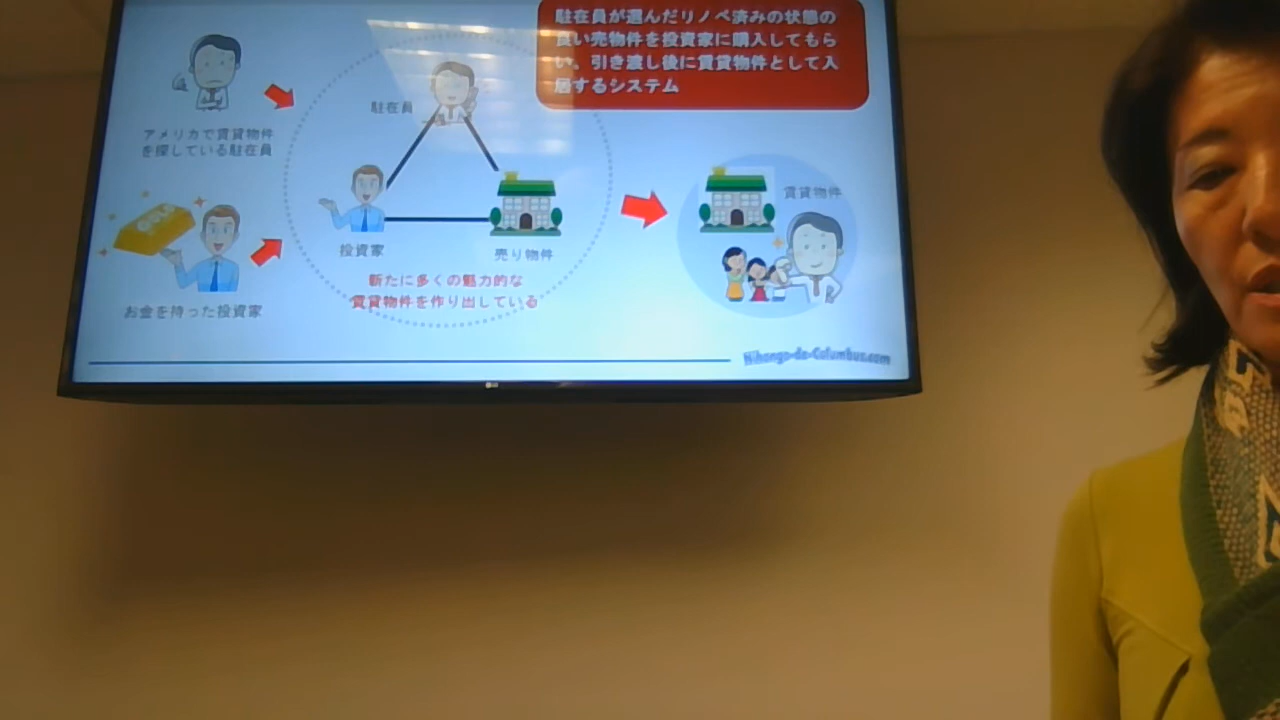 駐在員が選んだリノベ済みの状態の
良い売物件を投資家に購入してもら
い。引き渡し後に賃貸物件として入
居するシステム
駐在員
アメリカで賃貸物件
を探している駐在員
賃貸物件
投資家
売り物件
新たに多くの魅力的な
賃貸物件を作り出している
お金を持った投資家
Nihongo-de-Columbus.com
LG